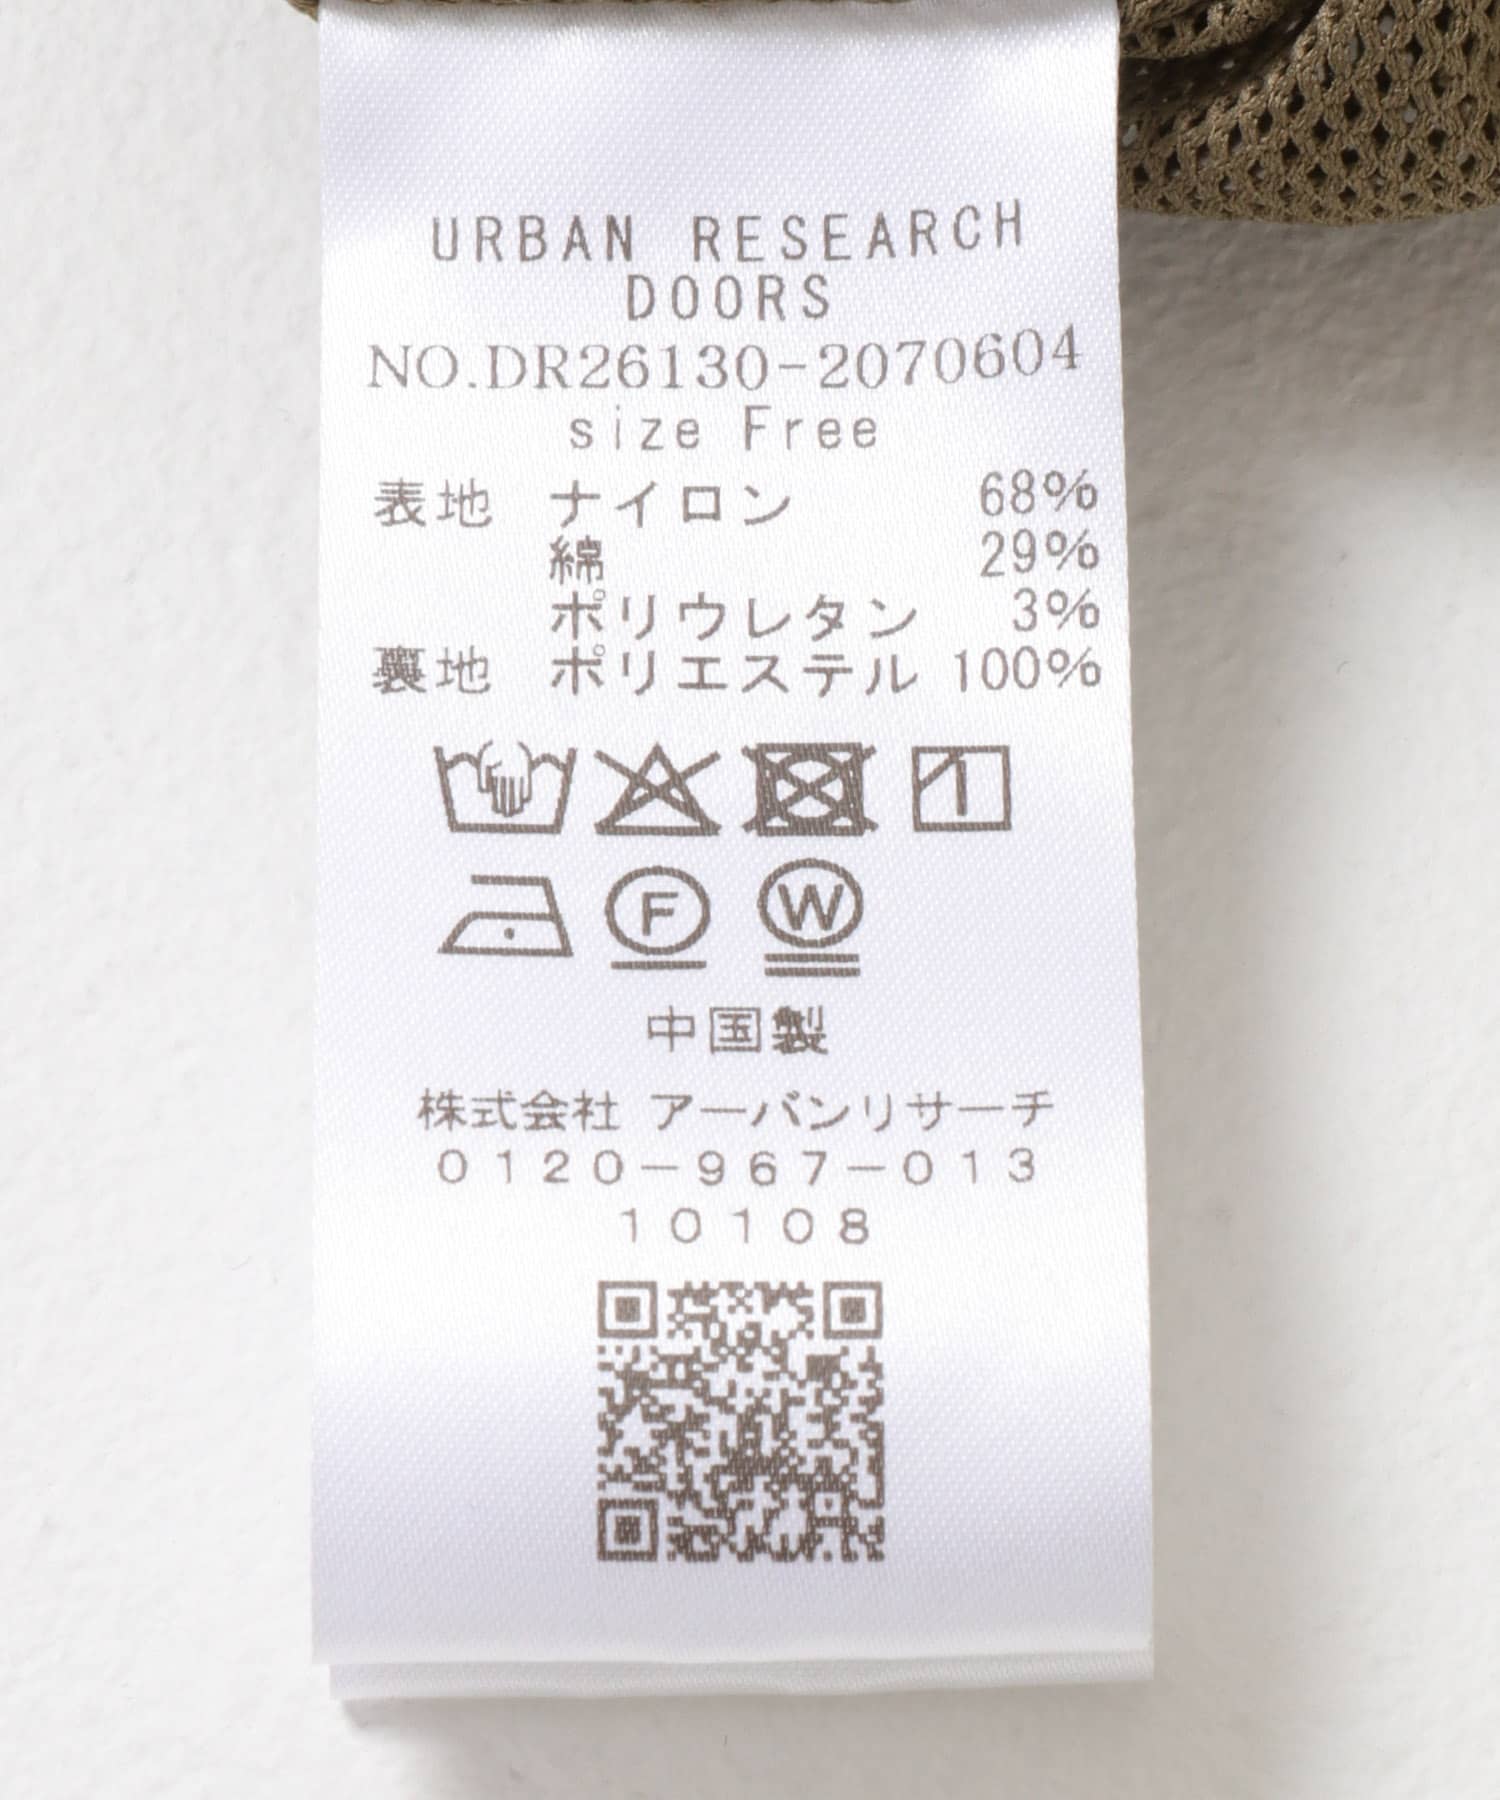 URBAN RESEARCH
DOORS
NO.DR26130-2070604
size Free
表地 ナイロン 68%
綿 29%
ポリウレタン 3%
裏地 ポリエステル 100%
F W
中国製
株式会社 アーバンリサーチ
0120-967-013
10108